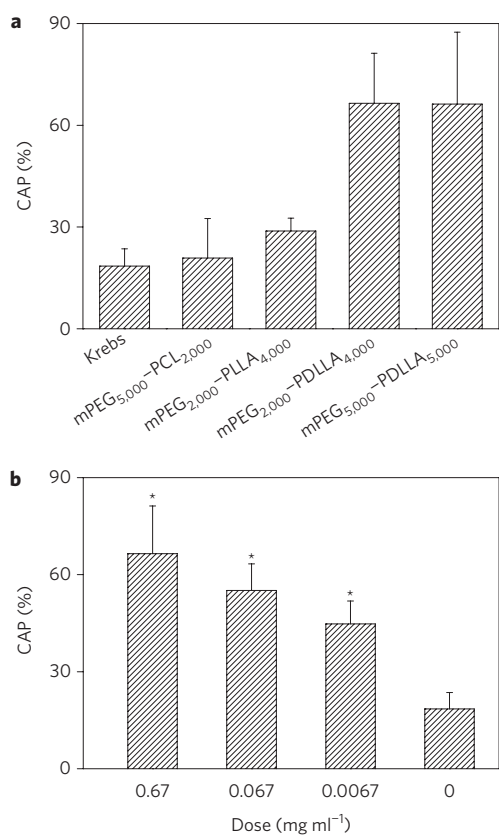 a
90
60
30
0
CAP (%)
Krebs
mPEG5,000–PCL2,000
mPEG2,000–PLLA4,000
mPEG2,000–PDLLA4,000
mPEG5,000–PDLLA5,000
b
90
60
30
0
CAP (%)
* * *
0.67 0.067 0.0067 0
Dose (mg ml⁻¹)